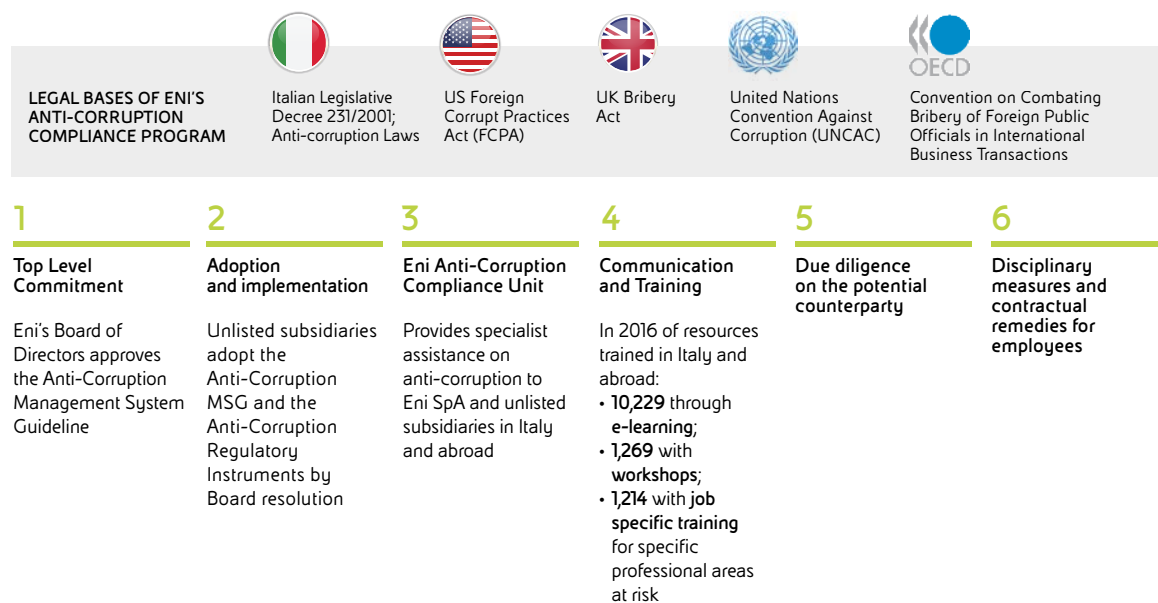 OECD
LEGAL BASES OF ENI'S
ANTI-CORRUPTION
COMPLIANCE PROGRAM
Italian Legislative
Decree 231/2001;
Anti-corruption Laws
US Foreign
Corrupt Practices
Act (FCPA)
UK Bribery
Act
United Nations
Convention Against
Corruption (UNCAC)
Convention on Combating
Bribery of Foreign Public
Officials in International
Business Transactions
1
Top Level
Commitment
Eni's Board of
Directors approves
the Anti-Corruption
Management System
Guideline
2
Adoption
and implementation
Unlisted subsidiaries
adopt the
Anti-Corruption
MSG and the
Anti-Corruption
Regulatory
Instruments by
Board resolution
3
Eni Anti-Corruption
Compliance Unit
Provides specialist
assistance on
anti-corruption to
Eni SpA and unlisted
subsidiaries in Italy
and abroad
4
Communication
and Training
In 2016 of resources
trained in Italy and
abroad:
• 10,229 through
e-learning;
• 1,269 with
workshops;
• 1,214 with job
specific training
for specific
professional areas
at risk
5
Due diligence
on the potential
counterparty
6
Disciplinary
measures and
contractual
remedies for
employees